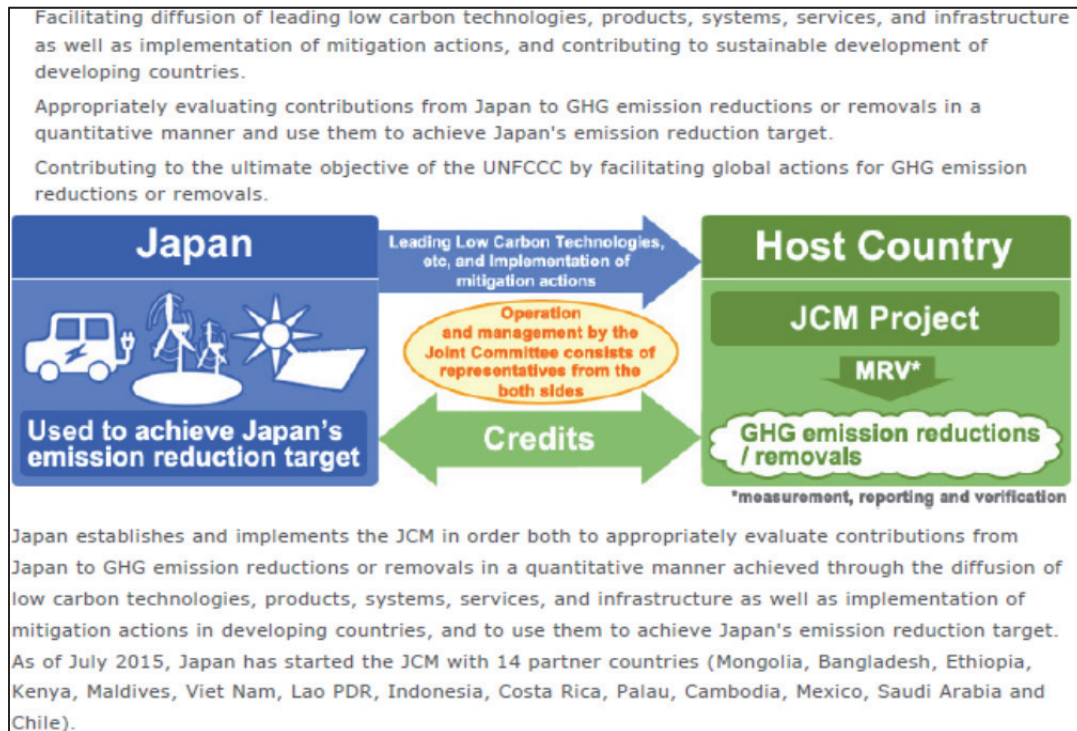 Facilitating diffusion of leading low carbon technologies, products, systems, services, and infrastructure
as well as implementation of mitigation actions, and contributing to sustainable development of
developing countries.
Appropriately evaluating contributions from Japan to GHG emission reductions or removals in a
quantitative manner and use them to achieve Japan's emission reduction target.
Contributing to the ultimate objective of the UNFCCC by facilitating global actions for GHG emission
reductions or removals.
Japan
Used to achieve Japan's
emission reduction target
Leading Low Carbon Technologies,
etc, and Implementation of
mitigation actions
Operation
and management by the
Joint Committee consists of
representatives from the
both sides
Credits
Host Country
JCM Project
MRV*
GHG emission reductions
/ removals
*measurement, reporting and verification
Japan establishes and implements the JCM in order both to appropriately evaluate contributions from
Japan to GHG emission reductions or removals in a quantitative manner achieved through the diffusion of
low carbon technologies, products, systems, services, and infrastructure as well as implementation of
mitigation actions in developing countries, and to use them to achieve Japan's emission reduction target.
As of July 2015, Japan has started the JCM with 14 partner countries (Mongolia, Bangladesh, Ethiopia,
Kenya, Maldives, Viet Nam, Lao PDR, Indonesia, Costa Rica, Palau, Cambodia, Mexico, Saudi Arabia and
Chile).